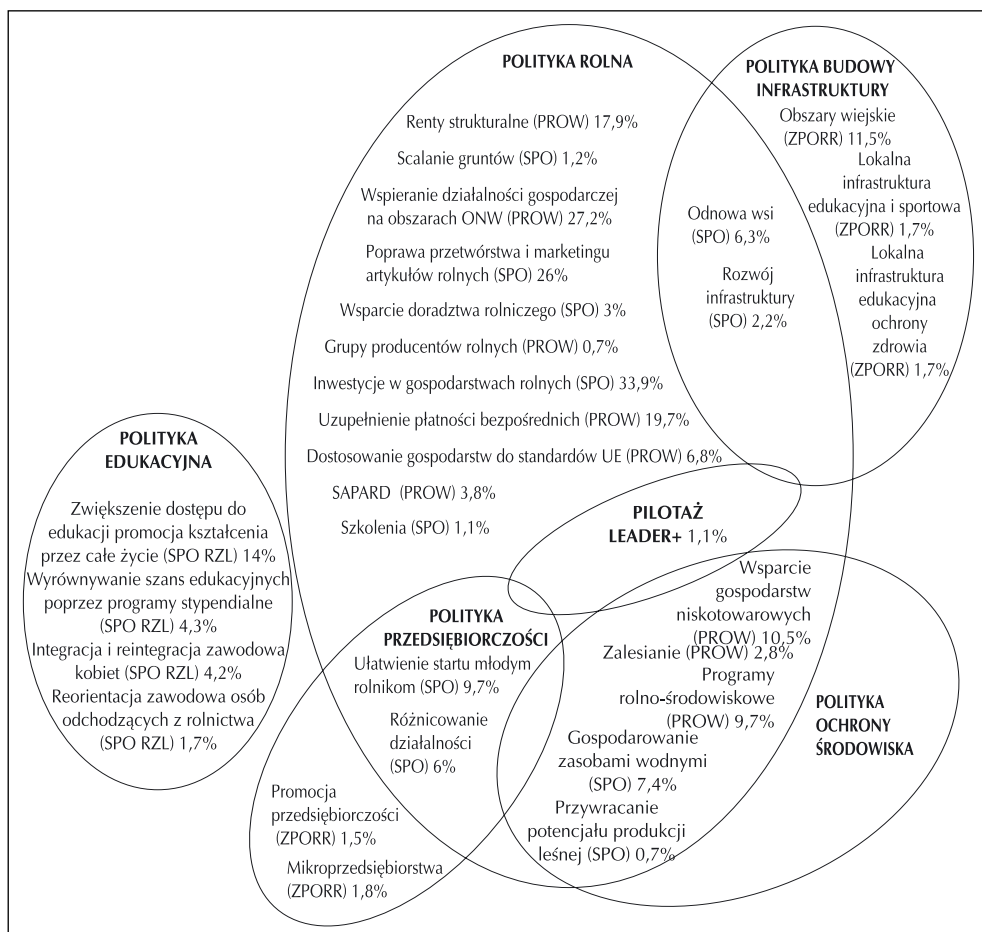 POLITYKA ROLNA
Renty strukturalne (PROW) 17,9%
Scalanie gruntów (SPO) 1,2%
Wspieranie działalności gospodarczej
na obszarach ONW (PROW) 27,2%
Poprawa przetwórstwa i marketingu
artykułów rolnych (SPO) 26%
Wsparcie doradztwa rolniczego (SPO) 3%
Grupy producentów rolnych (PROW) 0,7%
Inwestycje w gospodarstwach rolnych (SPO) 33,9%
Uzupełnienie płatności bezpośrednich (PROW) 19,7%
Dostosowanie gospodarstw do standardów UE (PROW) 6,8%
SAPARD (PROW) 3,8%
Szkolenia (SPO) 1,1%
POLITYKA BUDOWY
INFRASTRUKTURY
Obszary wiejskie
(ZPORR) 11,5%
Lokalna
infrastruktura
edukacyjna i sportowa
(ZPORR) 1,7%
Lokalna
infrastruktura
edukacyjna
ochrony
zdrowia
(ZPORR) 1,7%
Odnowa wsi
(SPO) 6,3%
Rozwój
infrastruktury
(SPO) 2,2%
POLITYKA
EDUKACYJNA
Zwiększenie dostępu do
edukacji promocja kształcenia
przez całe życie (SPO RZL) 14%
Wyrównywanie szans edukacyjnych
poprzez programy stypendialne
(SPO RZL) 4,3%
Integracja i reintegracja zawodowa
kobiet (SPO RZL) 4,2%
Reorientacja zawodowa osób
odchodzących z rolnictwa
(SPO RZL) 1,7%
PILOTAŻ
LEADER+ 1,1%
POLITYKA
PRZEDSIĘBIORCZOŚCI
Ułatwienie startu młodym
rolnikom (SPO) 9,7%
Różnicowanie
działalności
(SPO) 6%
Promocja
przedsiębiorczości
(ZPORR) 1,5%
Mikroprzedsiębiorstwa
(ZPORR) 1,8%
Wsparcie
gospodarstw
niskotowarowych
(PROW) 10,5%
Zalesianie (PROW) 2,8%
Programy
rolno-środowiskowe
(PROW) 9,7%
Gospodarowanie
zasobami wodnymi
(SPO) 7,4%
Przywracanie
potencjału produkcji
leśnej (SPO) 0,7%
POLITYKA
OCHRONY
ŚRODOWISKA